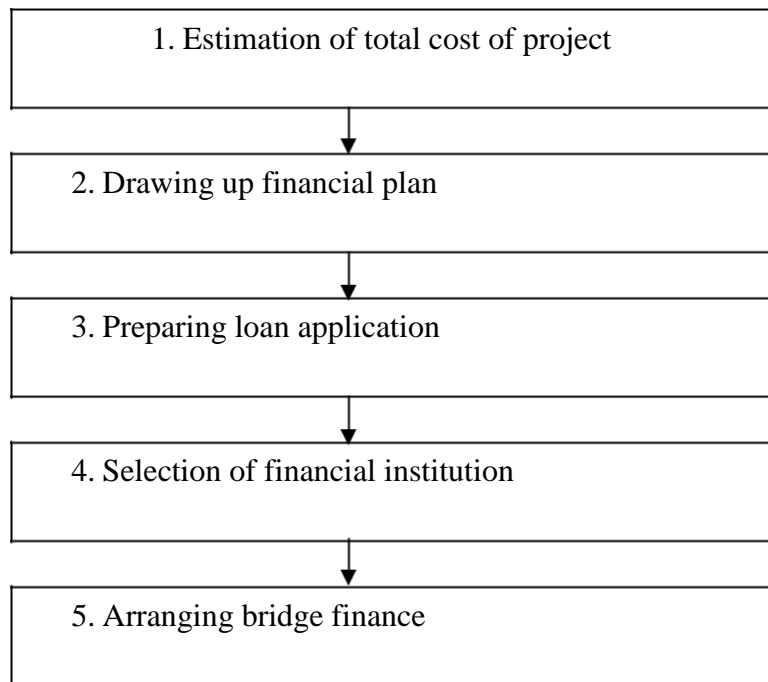 1. Estimation of total cost of project
2. Drawing up financial plan
3. Preparing loan application
4. Selection of financial institution
5. Arranging bridge finance